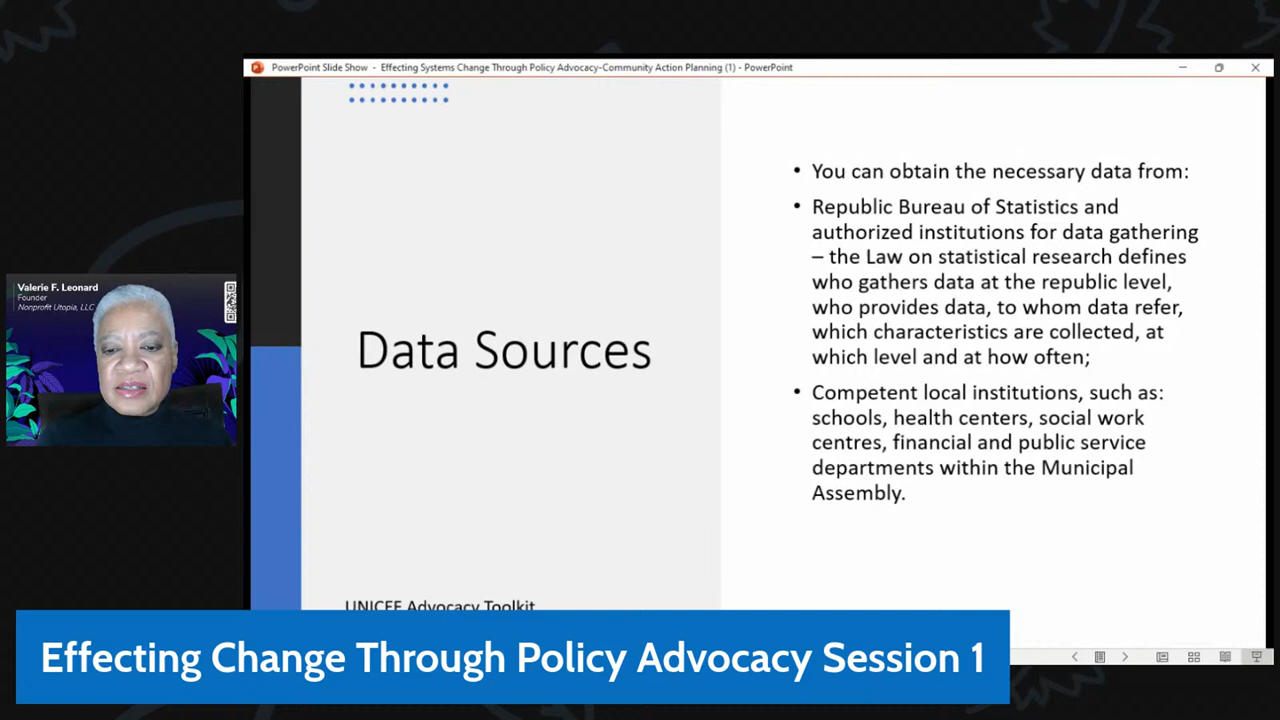 PowerPoint Slide Show - Effecting Systems Change Through Policy Advocacy-Community Action Planning (1) - PowerPoint
Valerie F. Leonard
Founder
Nonprofit Utopia, LLC
Data Sources
UNICEF Advocacy Toolkit
• You can obtain the necessary data from:
• Republic Bureau of Statistics and
authorized institutions for data gathering
– the Law on statistical research defines
who gathers data at the republic level,
who provides data, to whom data refer,
which characteristics are collected, at
which level and at how often;
• Competent local institutions, such as:
schools, health centers, social work
centres, financial and public service
departments within the Municipal
Assembly.
Effecting Change Through Policy Advocacy Session 1